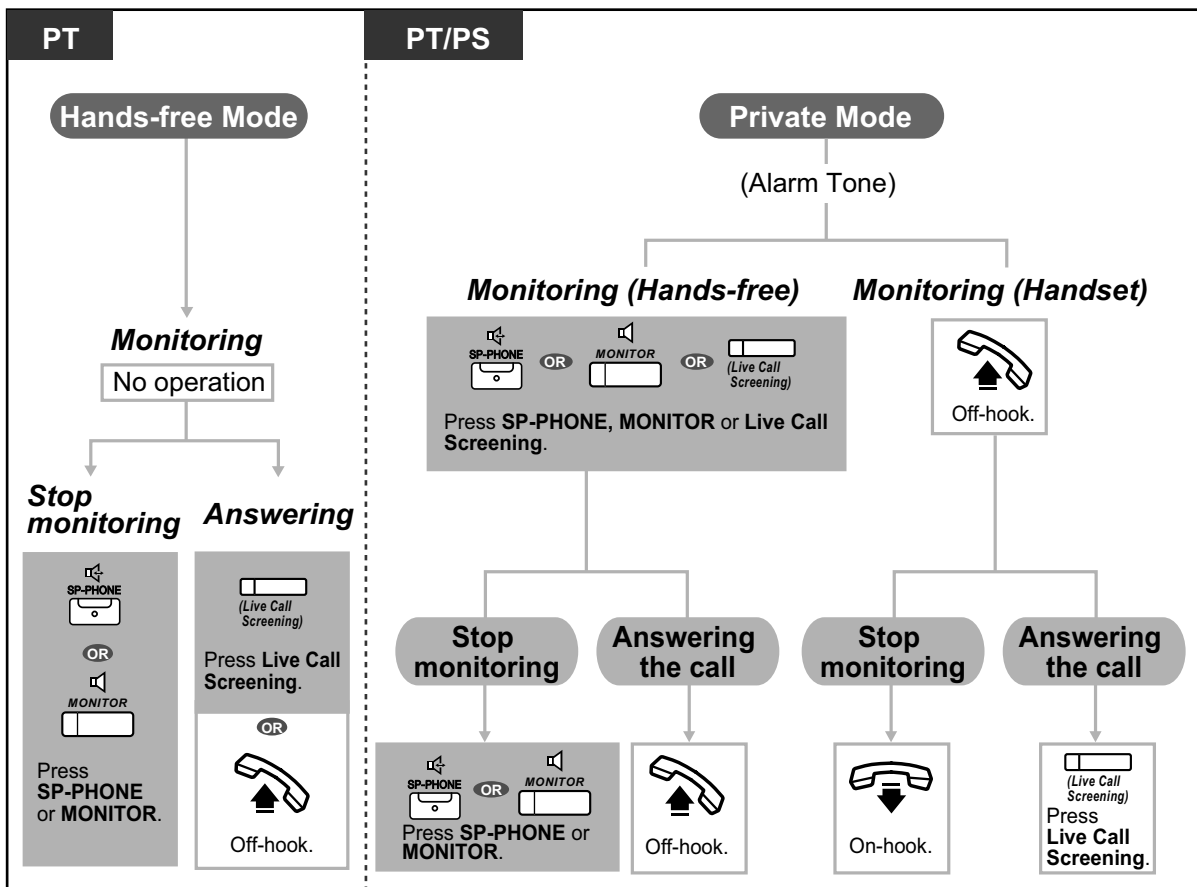 PT
Hands-free Mode
Monitoring
No operation
Stop
monitoring
SP-PHONE
OR
MONITOR
Press
SP-PHONE
or MONITOR.
Answering
(Live Call
Screening)
Press Live Call
Screening.
OR
Off-hook.
PT/PS
Private Mode
(Alarm Tone)
Monitoring (Hands-free)
SP-PHONE
OR
MONITOR
OR
(Live Call
Screening)
Press SP-PHONE, MONITOR or Live Call
Screening.
Stop
monitoring
SP-PHONE
OR
MONITOR
Press SP-PHONE or
MONITOR.
Answering
the call
Off-hook.
Monitoring (Handset)
Off-hook.
Stop
monitoring
On-hook.
Answering
the call
(Live Call
Screening)
Press
Live Call
Screening.